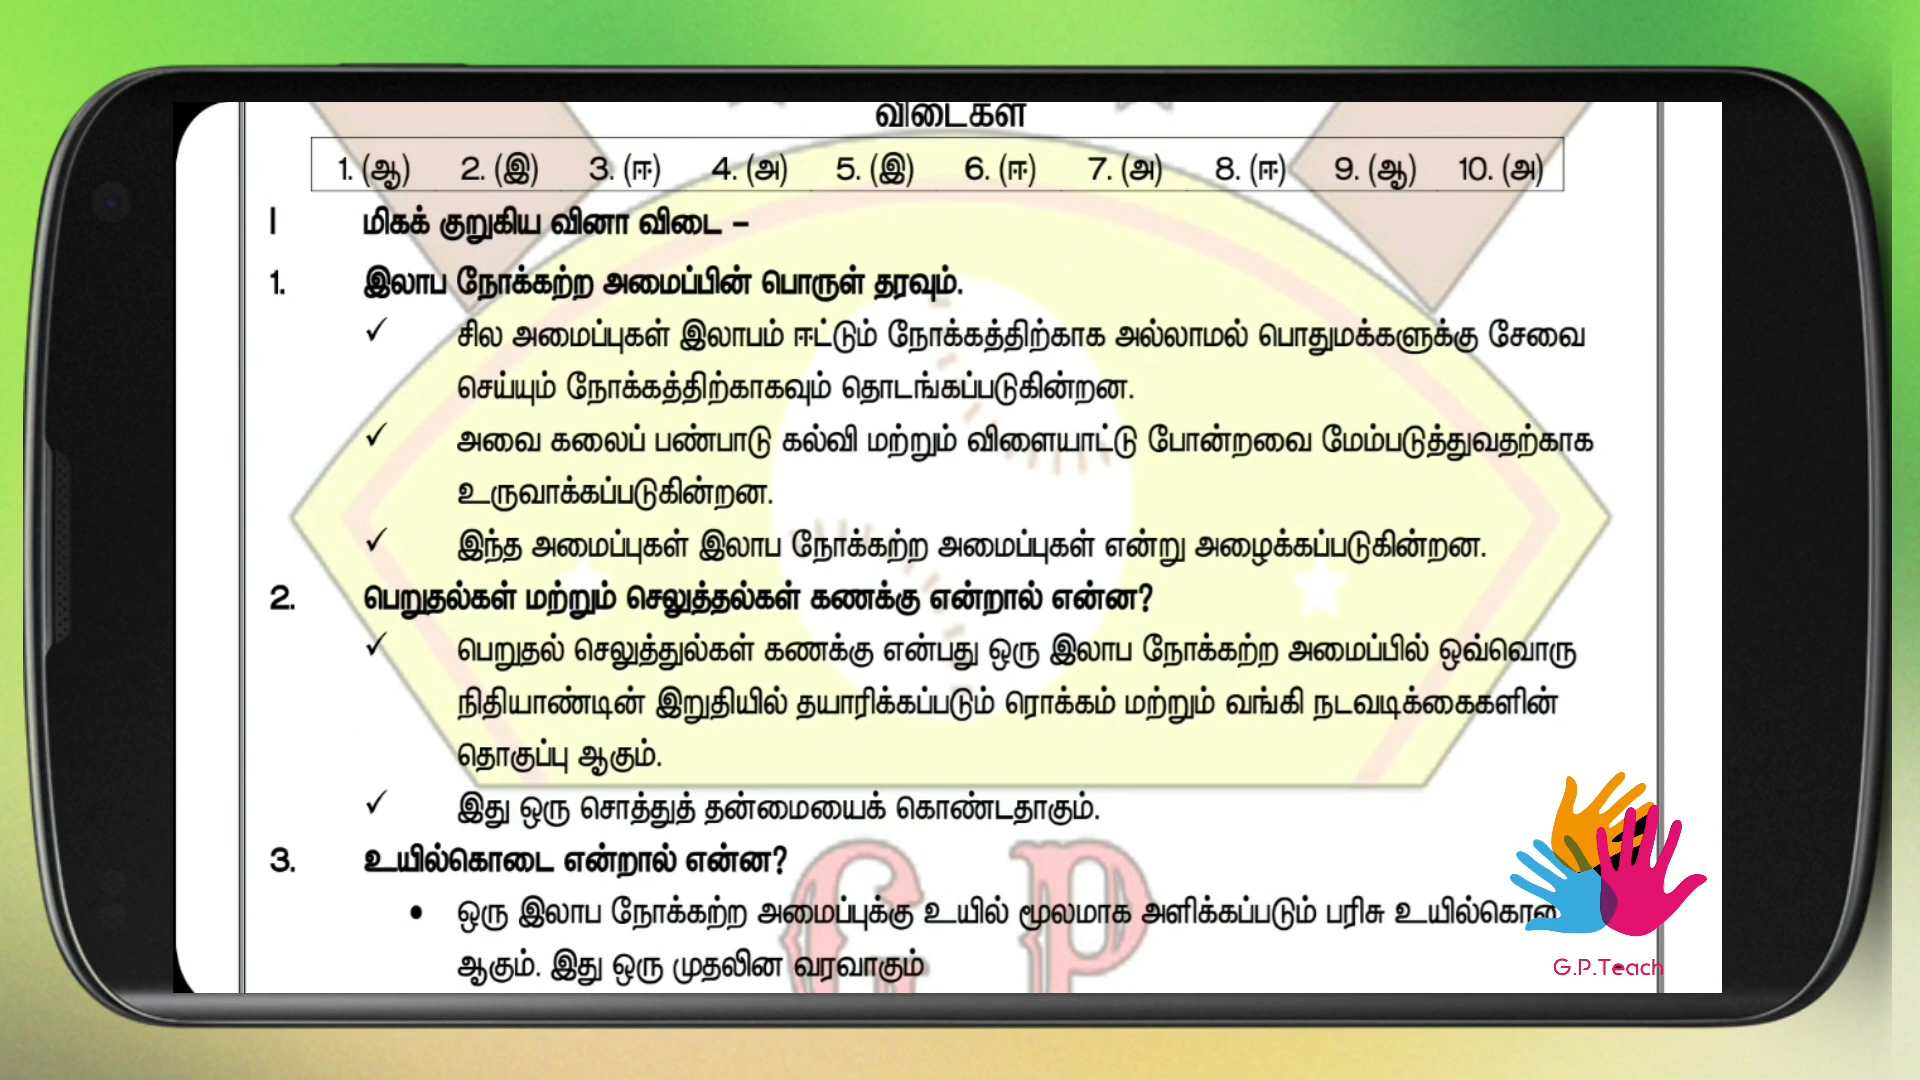 விடைகள்
1. (ஆ) 2. (இ) 3. (ஈ) 4. (அ) 5. (இ) 6. (ஈ) 7. (அ) 8. (ஈ) 9. (ஆ) 10. (அ)
I மிகக் குறுகிய வினா விடை –
1. இலாப நோக்கற்ற அமைப்பின் பொருள் தரவும்.
✓ சில அமைப்புகள் இலாபம் ஈட்டும் நோக்கத்திற்காக அல்லாமல் பொதுமக்களுக்கு சேவை
செய்யும் நோக்கத்திற்காகவும் தொடங்கப்படுகின்றன.
✓ அவை கலைப் பண்பாடு கல்வி மற்றும் விளையாட்டு போன்றவை மேம்படுத்துவதற்காக
உருவாக்கப்படுகின்றன.
✓ இந்த அமைப்புகள் இலாப நோக்கற்ற அமைப்புகள் என்று அழைக்கப்படுகின்றன.
2. பெறுதல்கள் மற்றும் செலுத்தல்கள் கணக்கு என்றால் என்ன?
✓ பெறுதல் செலுத்துல்கள் கணக்கு என்பது ஒரு இலாப நோக்கற்ற அமைப்பில் ஒவ்வொரு
நிதியாண்டின் இறுதியில் தயாரிக்கப்படும் ரொக்கம் மற்றும் வங்கி நடவடிக்கைகளின்
தொகுப்பு ஆகும்.
✓ இது ஒரு சொத்துத் தன்மையைக் கொண்டதாகும்.
3. உயில்கொடை என்றால் என்ன?
• ஒரு இலாப நோக்கற்ற அமைப்புக்கு உயில் மூலமாக அளிக்கப்படும் பரிசு
ஆகும். இது ஒரு முதலின வரவாகும்
G P
G.P.Teach